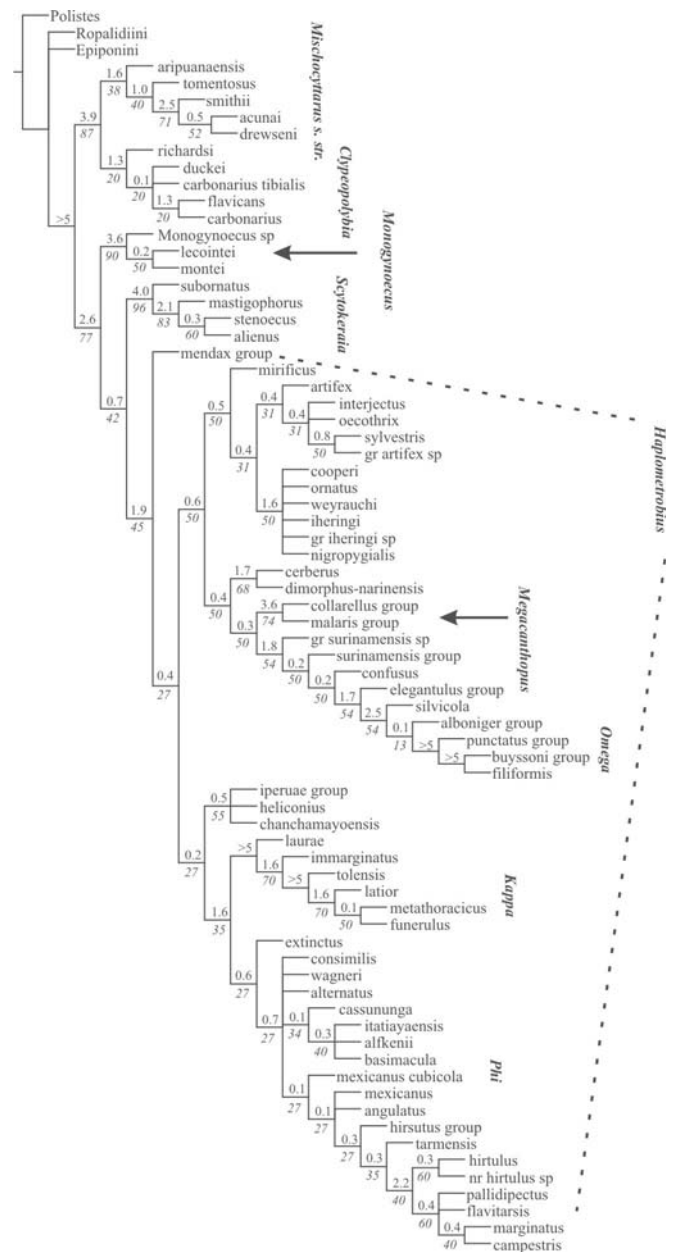 Polistes
Ropalidiini
Epiponini
aripuanaensis
1.6
38
tomentosus
1.0
40
smithii
2.5
71
acunai
0.5
52
drewseni
3.9
87
richardsi
1.3
20
duckei
0.1
20
carbonarius tibialis
flavicans
1.3
20
carbonarius
Mischocyttarus s. str.
Clypeopolybia
>5
Monogynoecus sp
3.6
90
lecointei
0.2
50
montei
Monogynoecus
2.6
77
subornatus
4.0
96
mastigophorus
2.1
83
stenoecus
0.3
60
alienus
Scytokeraia
0.7
42
mendax group
1.9
45
mirificus
0.5
50
artifex
0.4
31
interjectus
0.4
31
oecothrix
sylvestris
0.8
50
gr artifex sp
0.4
31
cooperi
ornatus
weyrauchi
1.6
50
iheringi
gr iheringi sp
nigropygialis
Haplometrobius
0.6
50
cerberus
1.7
68
dimorphus-narinensis
0.4
50
collarellus group
3.6
74
malaris group
Megacanthopus
0.3
50
gr surinamensis sp
1.8
54
surinamensis group
0.2
50
confusus
0.2
50
elegantulus group
1.7
54
silvicola
2.5
54
alboniger group
0.1
13
punctatus group
>5
buyssoni group
>5
filiformis
Omega
0.4
27
iperuae group
0.5
55
heliconius
chanchamayoensis
0.2
27
laurae
>5
immarginatus
1.6
70
tolensis
>5
latior
1.6
70
metathoracicus
0.1
50
funerulus
Kappa
1.6
35
extinctus
0.6
27
consimilis
wagneri
alternatus
0.7
27
cassununga
0.1
34
itatiayaensis
0.3
40
alfkenii
basimacula
mexicanus cubicola
0.1
27
mexicanus
0.1
27
angulatus
hirsutus group
0.3
27
tarmensis
0.3
35
hirtulus
0.3
60
nr hirtulus sp
2.2
40
pallidipectus
0.4
60
flavitarsis
marginatus
0.4
40
campestris
Phi